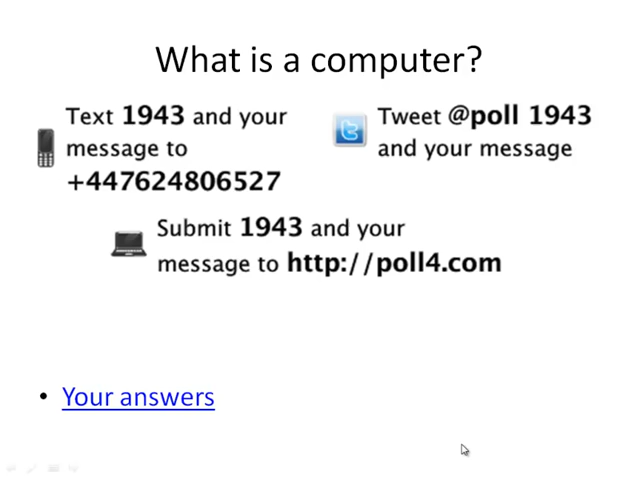 What is a computer?
Text 1943 and your
message to
+447624806527
Tweet @poll 1943
and your message
Submit 1943 and your
message to http://poll4.com
• Your answers